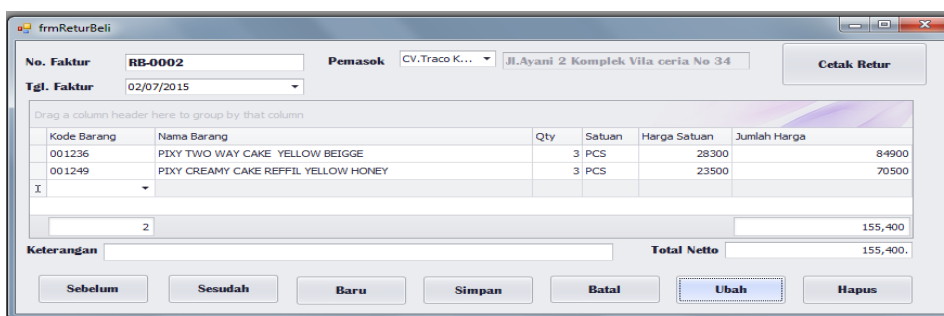 frmReturBeli
No. Faktur RB-0002 Pemasok CV.Traco K... Jl.Ayani 2 Komplek Vila ceria No 34 Cetak Retur
Tgl. Faktur 02/07/2015
Drag a column header here to group by that column
Kode Barang Nama Barang Qty Satuan Harga Satuan Jumlah Harga
001236 PIXY TWO WAY CAKE YELLOW BEIGGE 3 PCS 28300 84900
001249 PIXY CREAMY CAKE REFFIL YELLOW HONEY 3 PCS 23500 70500
2 155,400
Keterangan Total Netto 155,400.
Sebelum Sesudah Baru Simpan Batal Ubah Hapus